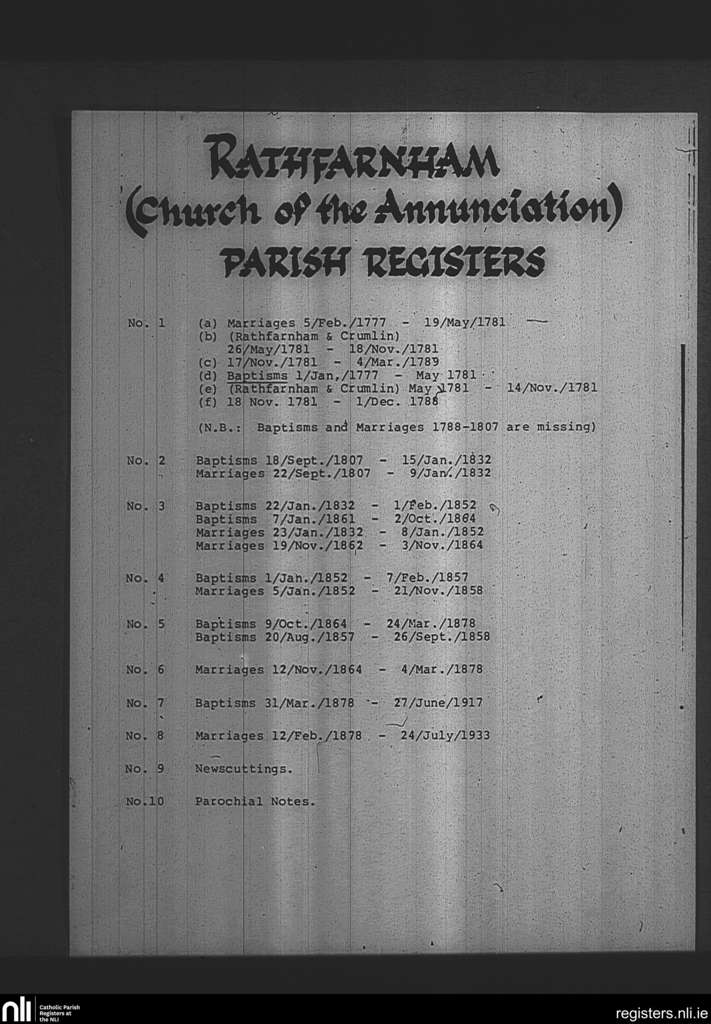 RATHFARNHAM
(Church of the Annunciation)
PARISH REGISTERS
No. 1 (a) Marriages 5/Feb./1777 - 19/May/1781
(b) (Rathfarnham & Crumlin)
26/May/1781 - 18/Nov./1781
(c) 17/Nov./1781 - 4/Mar./1789
(d) Baptisms 1/Jan,/1777 - May 1781
(e) (Rathfarnham & Crumlin) May 1781 - 14/Nov./1781
(f) 18 Nov. 1781 - 1/Dec. 1788
(N.B.: Baptisms and Marriages 1788-1807 are missing)
No. 2 Baptisms 18/Sept./1807 - 15/Jan./1832
Marriages 22/Sept./1807 - 9/Jan./1832
No. 3 Baptisms 22/Jan./1832 - 1/Feb./1852
Baptisms 7/Jan./1861 - 2/Oct./1864
Marriages 23/Jan./1832 - 8/Jan./1852
Marriages 19/Nov./1862 - 3/Nov./1864
No. 4 Baptisms 1/Jan./1852 - 7/Feb./1857
Marriages 5/Jan./1852 - 21/Nov./1858
No. 5 Baptisms 9/Oct./1864 - 24/Mar./1878
Baptisms 20/Aug./1857 - 26/Sept./1858
No. 6 Marriages 12/Nov./1864 - 4/Mar./1878
No. 7 Baptisms 31/Mar./1878 - 27/June/1917
No. 8 Marriages 12/Feb./1878 - 24/July/1933
No. 9 Newscuttings.
No.10 Parochial Notes.
nli
Catholic Parish
Registers at
the NLI
registers.nli.ie